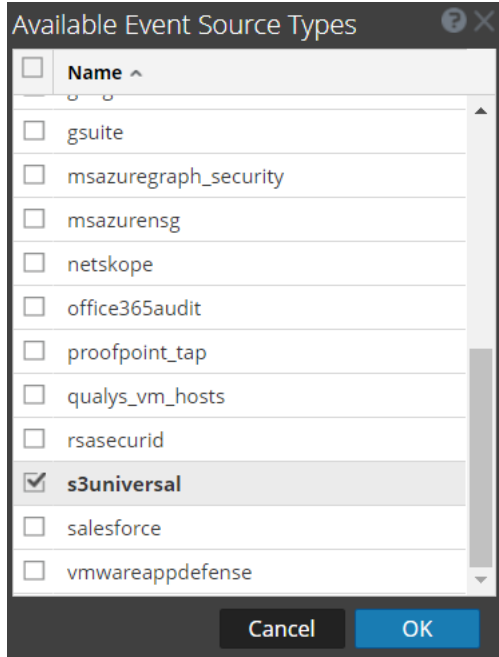 Available Event Source Types
Name
gsuite
msazuregraph_security
msazurensg
netskope
office365audit
proofpoint_tap
qualys_vm_hosts
rsasecurid
s3universal
salesforce
vmwareappdefense
Cancel OK